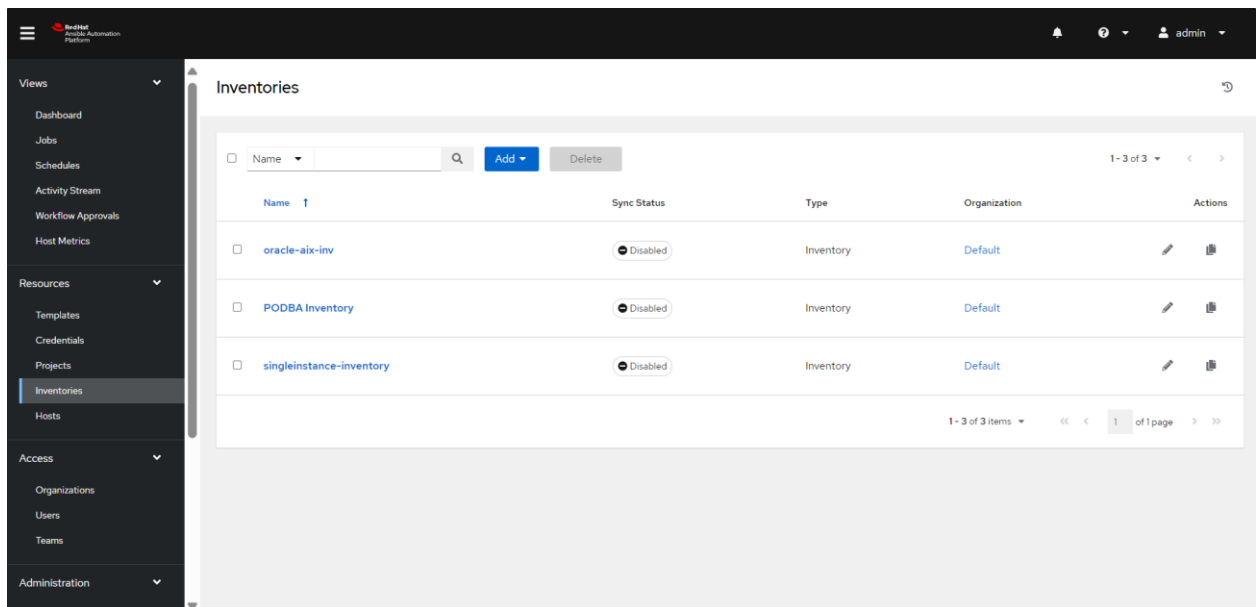 Red Hat
Ansible Automation
Platform
admin
Views
Dashboard
Jobs
Schedules
Activity Stream
Workflow Approvals
Host Metrics
Resources
Templates
Credentials
Projects
Inventories
Hosts
Access
Organizations
Users
Teams
Administration
Inventories
Name Add Delete 1 - 3 of 3
Name Sync Status Type Organization Actions
oracle-aix-inv Disabled Inventory Default
PODBA Inventory Disabled Inventory Default
singleinstance-inventory Disabled Inventory Default
1 - 3 of 3 items 1 of 1 page